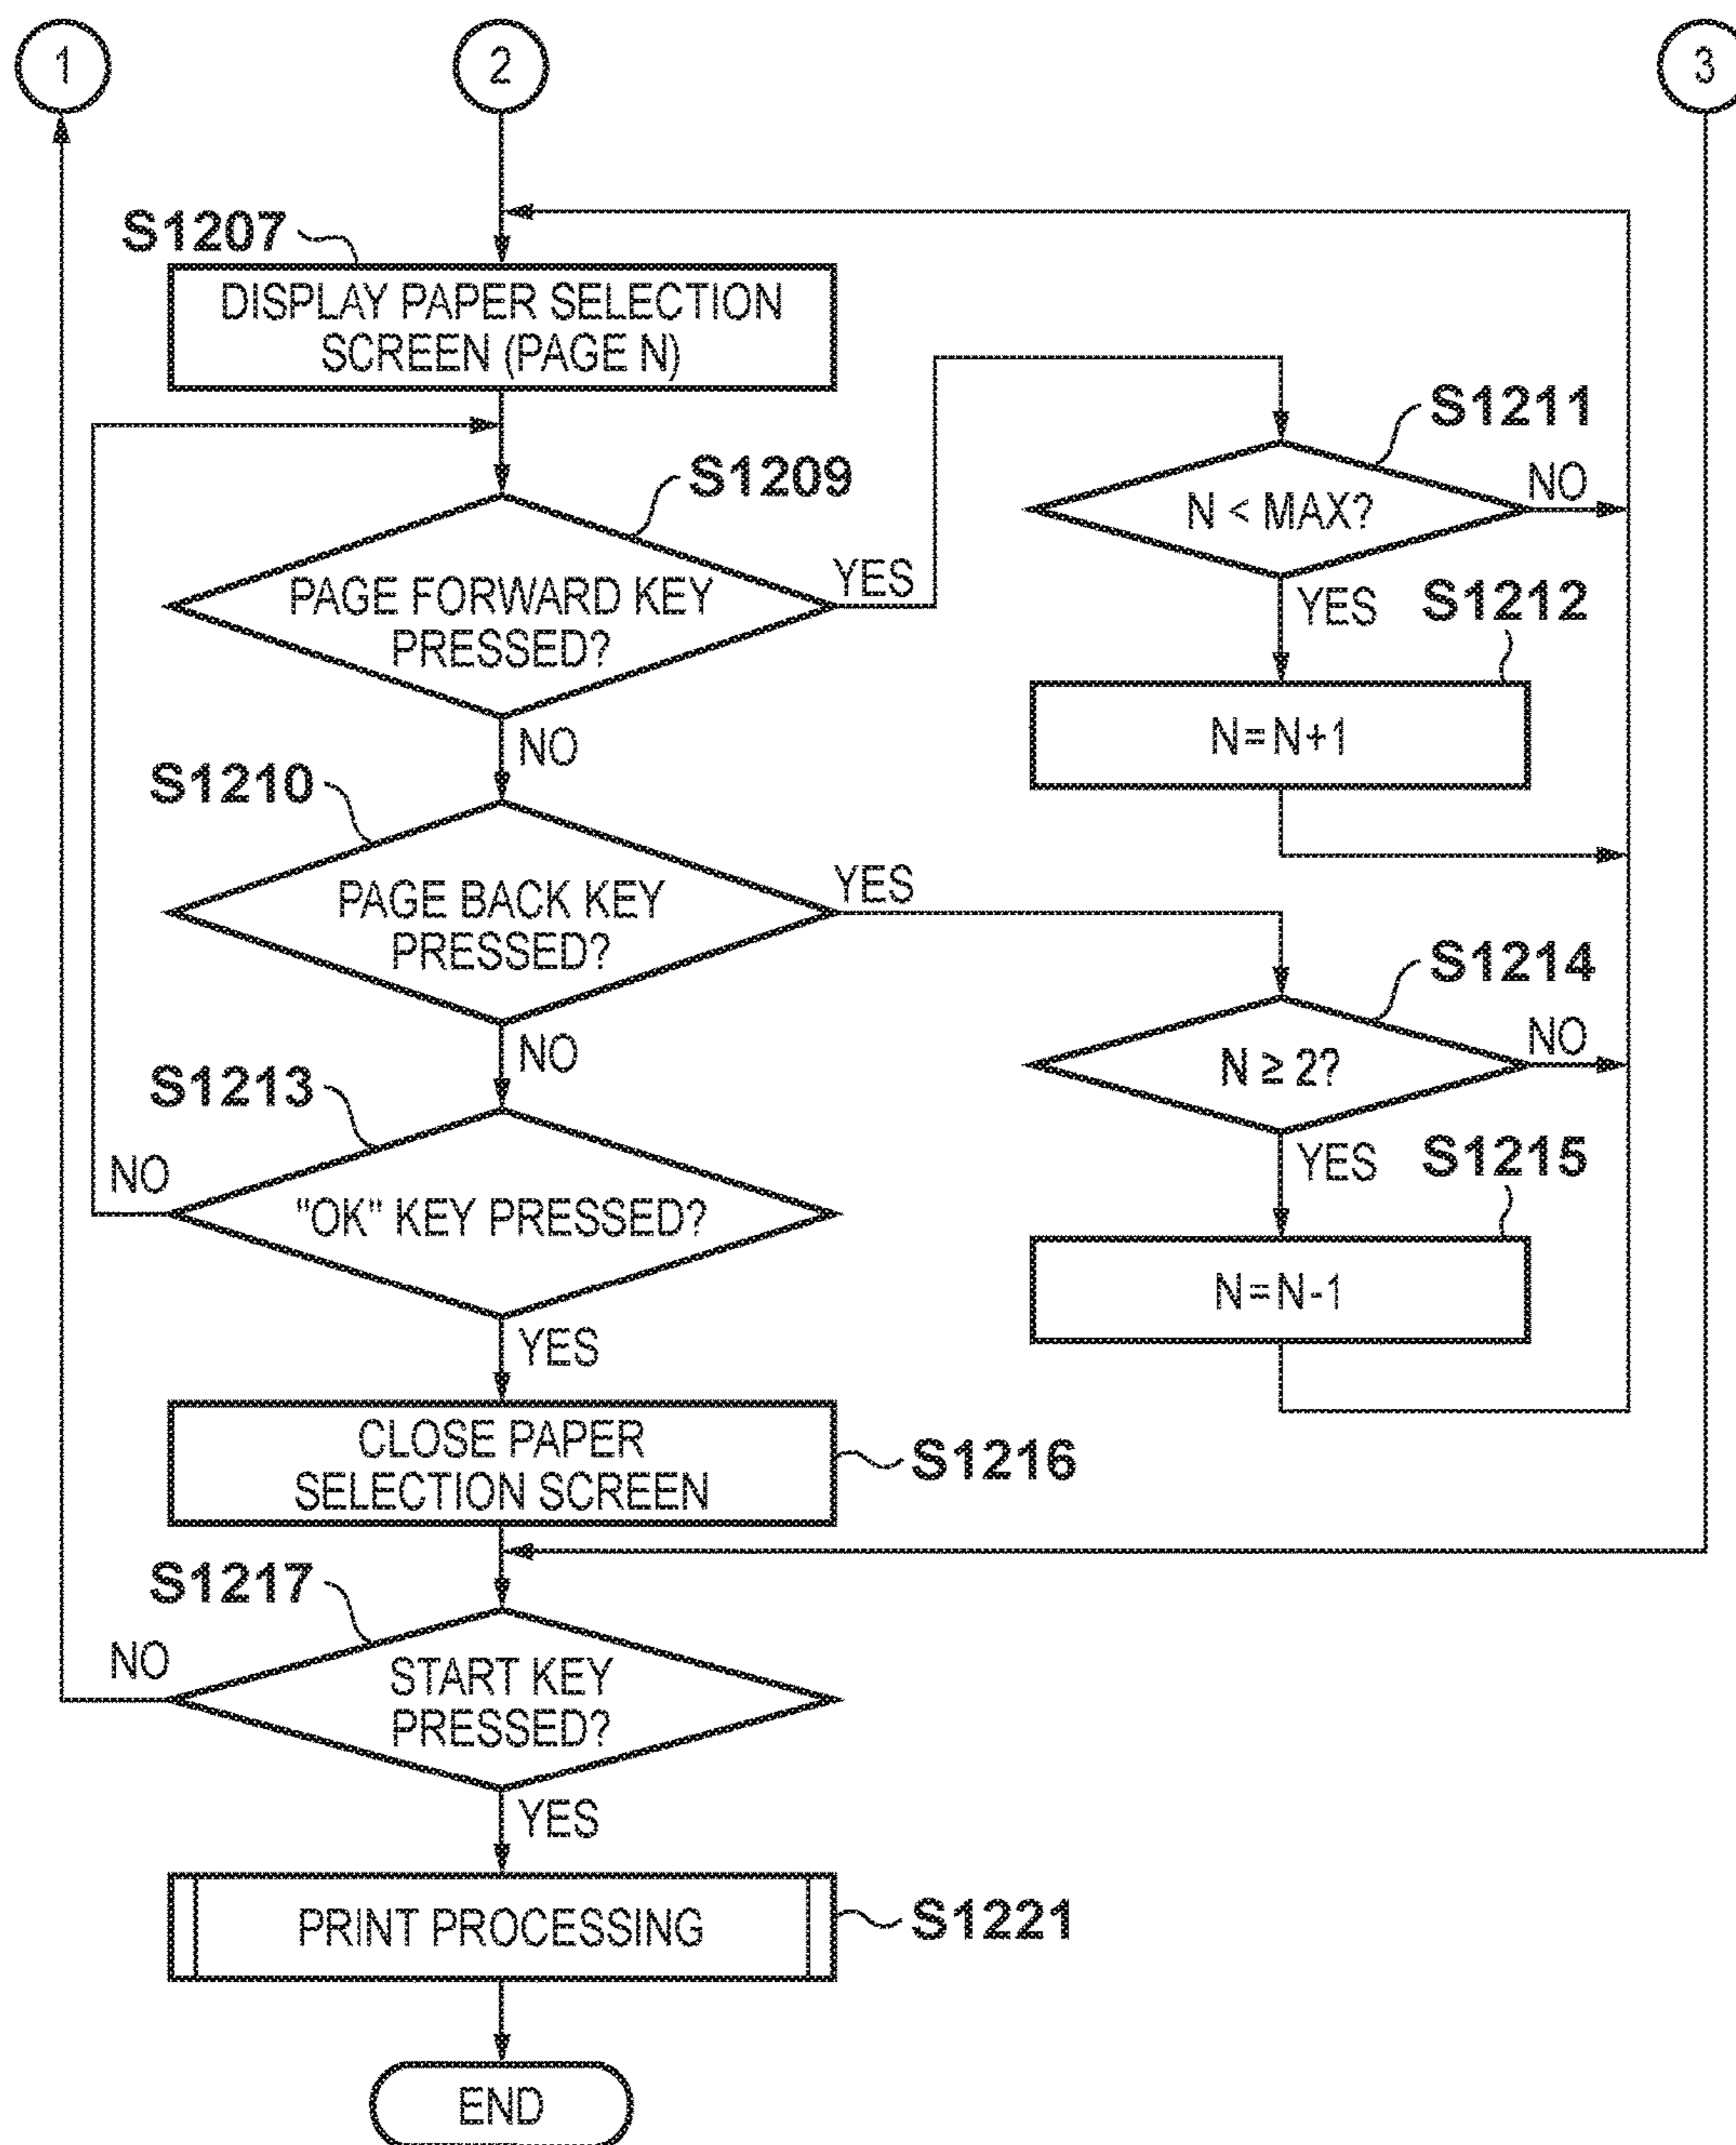 1
2
3
S1207
DISPLAY PAPER SELECTION
SCREEN (PAGE N)
S1211
N < MAX?
NO
YES
S1209
PAGE FORWARD KEY
PRESSED?
YES
NO
S1212
N=N+1
S1210
PAGE BACK KEY
PRESSED?
YES
NO
S1214
N ≥ 2?
NO
YES
S1213
"OK" KEY PRESSED?
NO
YES
S1215
N=N-1
CLOSE PAPER
SELECTION SCREEN
S1216
S1217
START KEY
PRESSED?
NO
YES
PRINT PROCESSING
S1221
END